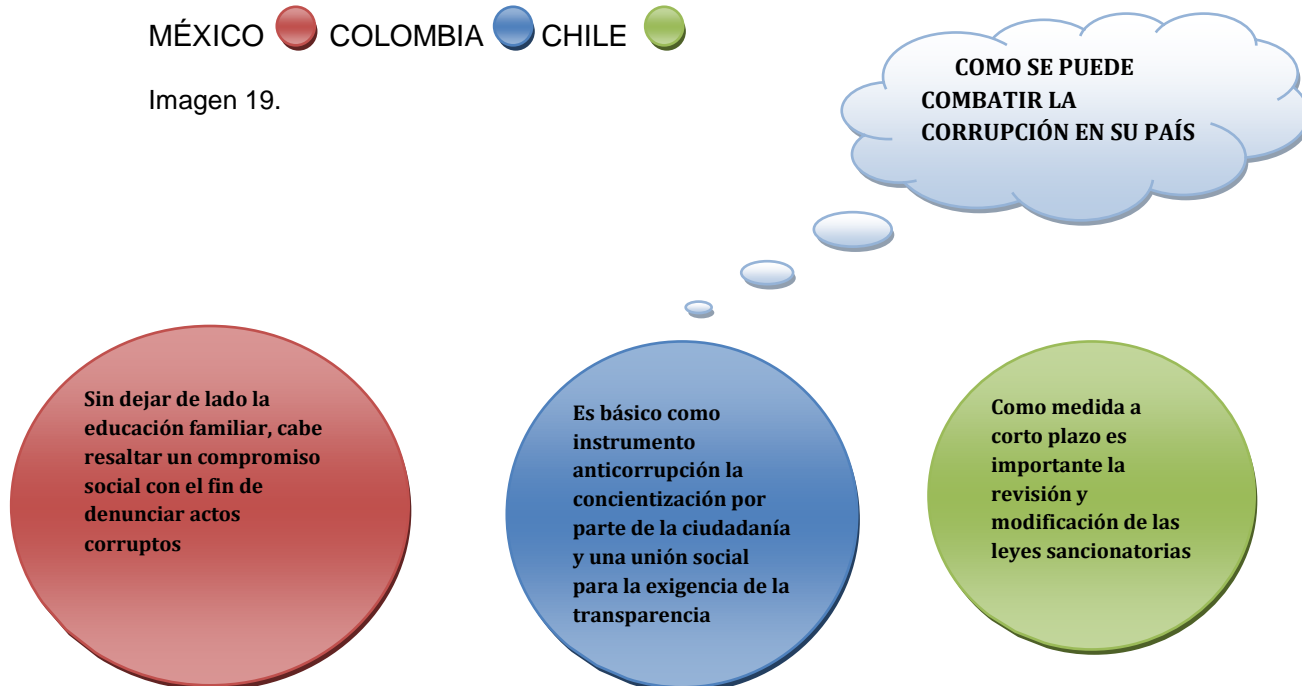 MÉXICO COLOMBIA CHILE
Imagen 19.
COMO SE PUEDE
COMBATIR LA
CORRUPCIÓN EN SU PAÍS
Sin dejar de lado la
educación familiar, cabe
resaltar un compromiso
social con el fin de
denunciar actos
corruptos
Es básico como
instrumento
anticorrupción la
concientización por
parte de la ciudadanía
y una unión social
para la exigencia de la
transparencia
Como medida a
corto plazo es
importante la
revisión y
modificación de las
leyes sancionatorias